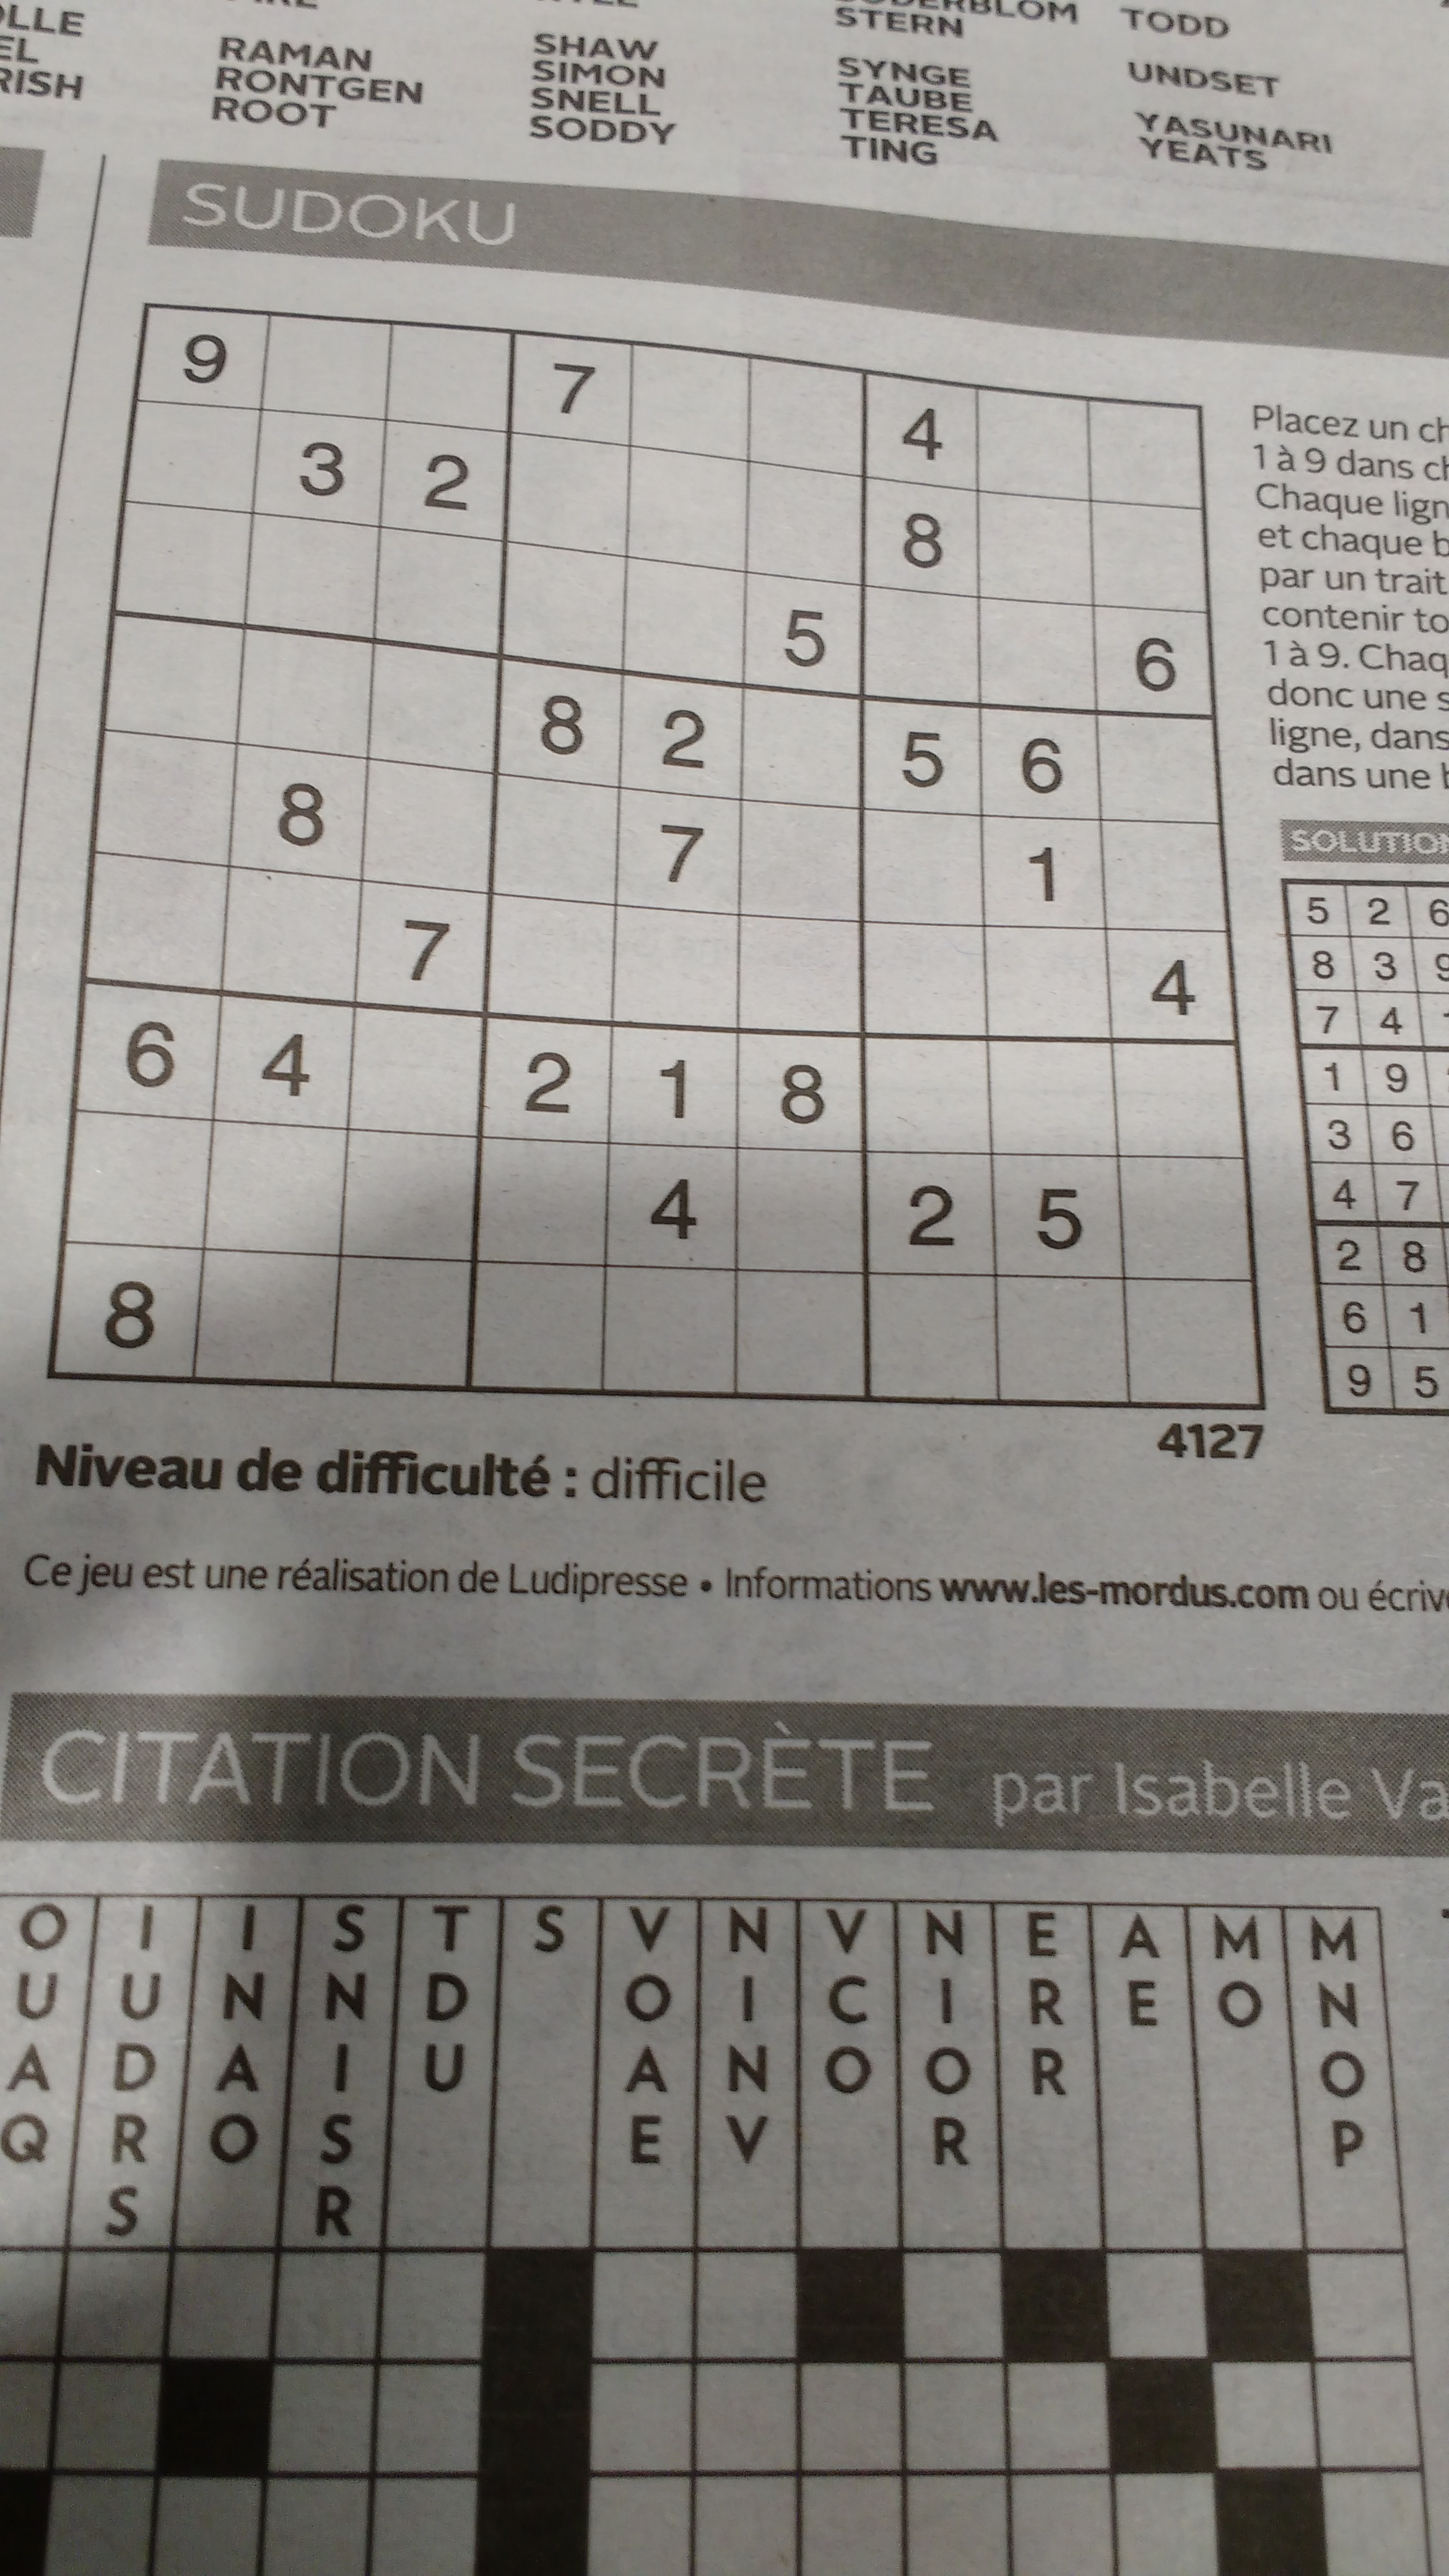 STERN TODD
RAMAN SHAW SYNGE UNDSET
RONTGEN SIMON TAUBE
ROOT SNELL TERESA YASUNARI
SODDY TING YEATS
SUDOKU
9 7 4
3 2 8
5 6
8 2 5 6
8 7 1
7 4
6 4 2 1 8
4 2 5
8
4127
Placez un ch
1 à 9 dans ch
Chaque lign
et chaque b
par un trait
contenir to
1 à 9. Chaq
donc une s
ligne, dans
dans une b
SOLUTION
5 2 6
8 3 9
7 4
1 9
3 6
4 7
2 8
6 1
9 5
Niveau de difficulté : difficile
Ce jeu est une réalisation de Ludipresse • Informations www.les-mordus.com ou écrive
CITATION SECRÈTE par Isabelle Va
O I I S T S V N V N E A M M
U U N N D O I C I R E O N
A D A I U A N O O R O
Q R O S E V R P
S R